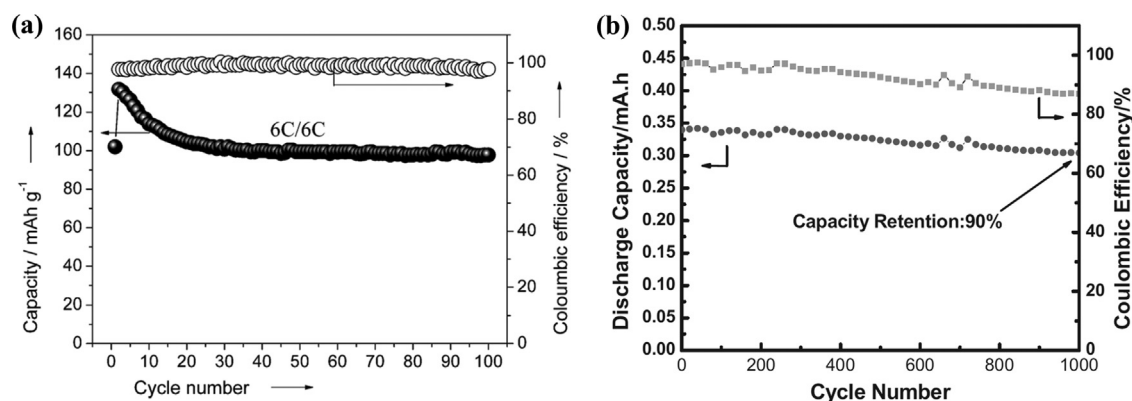 (a)
160
140
120
100
80
60
40
20
0
Capacity / mAh g⁻¹
6C/6C
100
80
60
40
20
0
Coloumbic efficiency / %
0 10 20 30 40 50 60 70 80 90 100
Cycle number
(b)
0.50
0.45
0.40
0.35
0.30
0.25
0.20
0.15
0.10
0.05
0.00
Discharge Capacity/mA.h
Capacity Retention:90%
100
80
60
40
20
0
Coulombic Efficiency/%
0 200 400 600 800 1000
Cycle Number